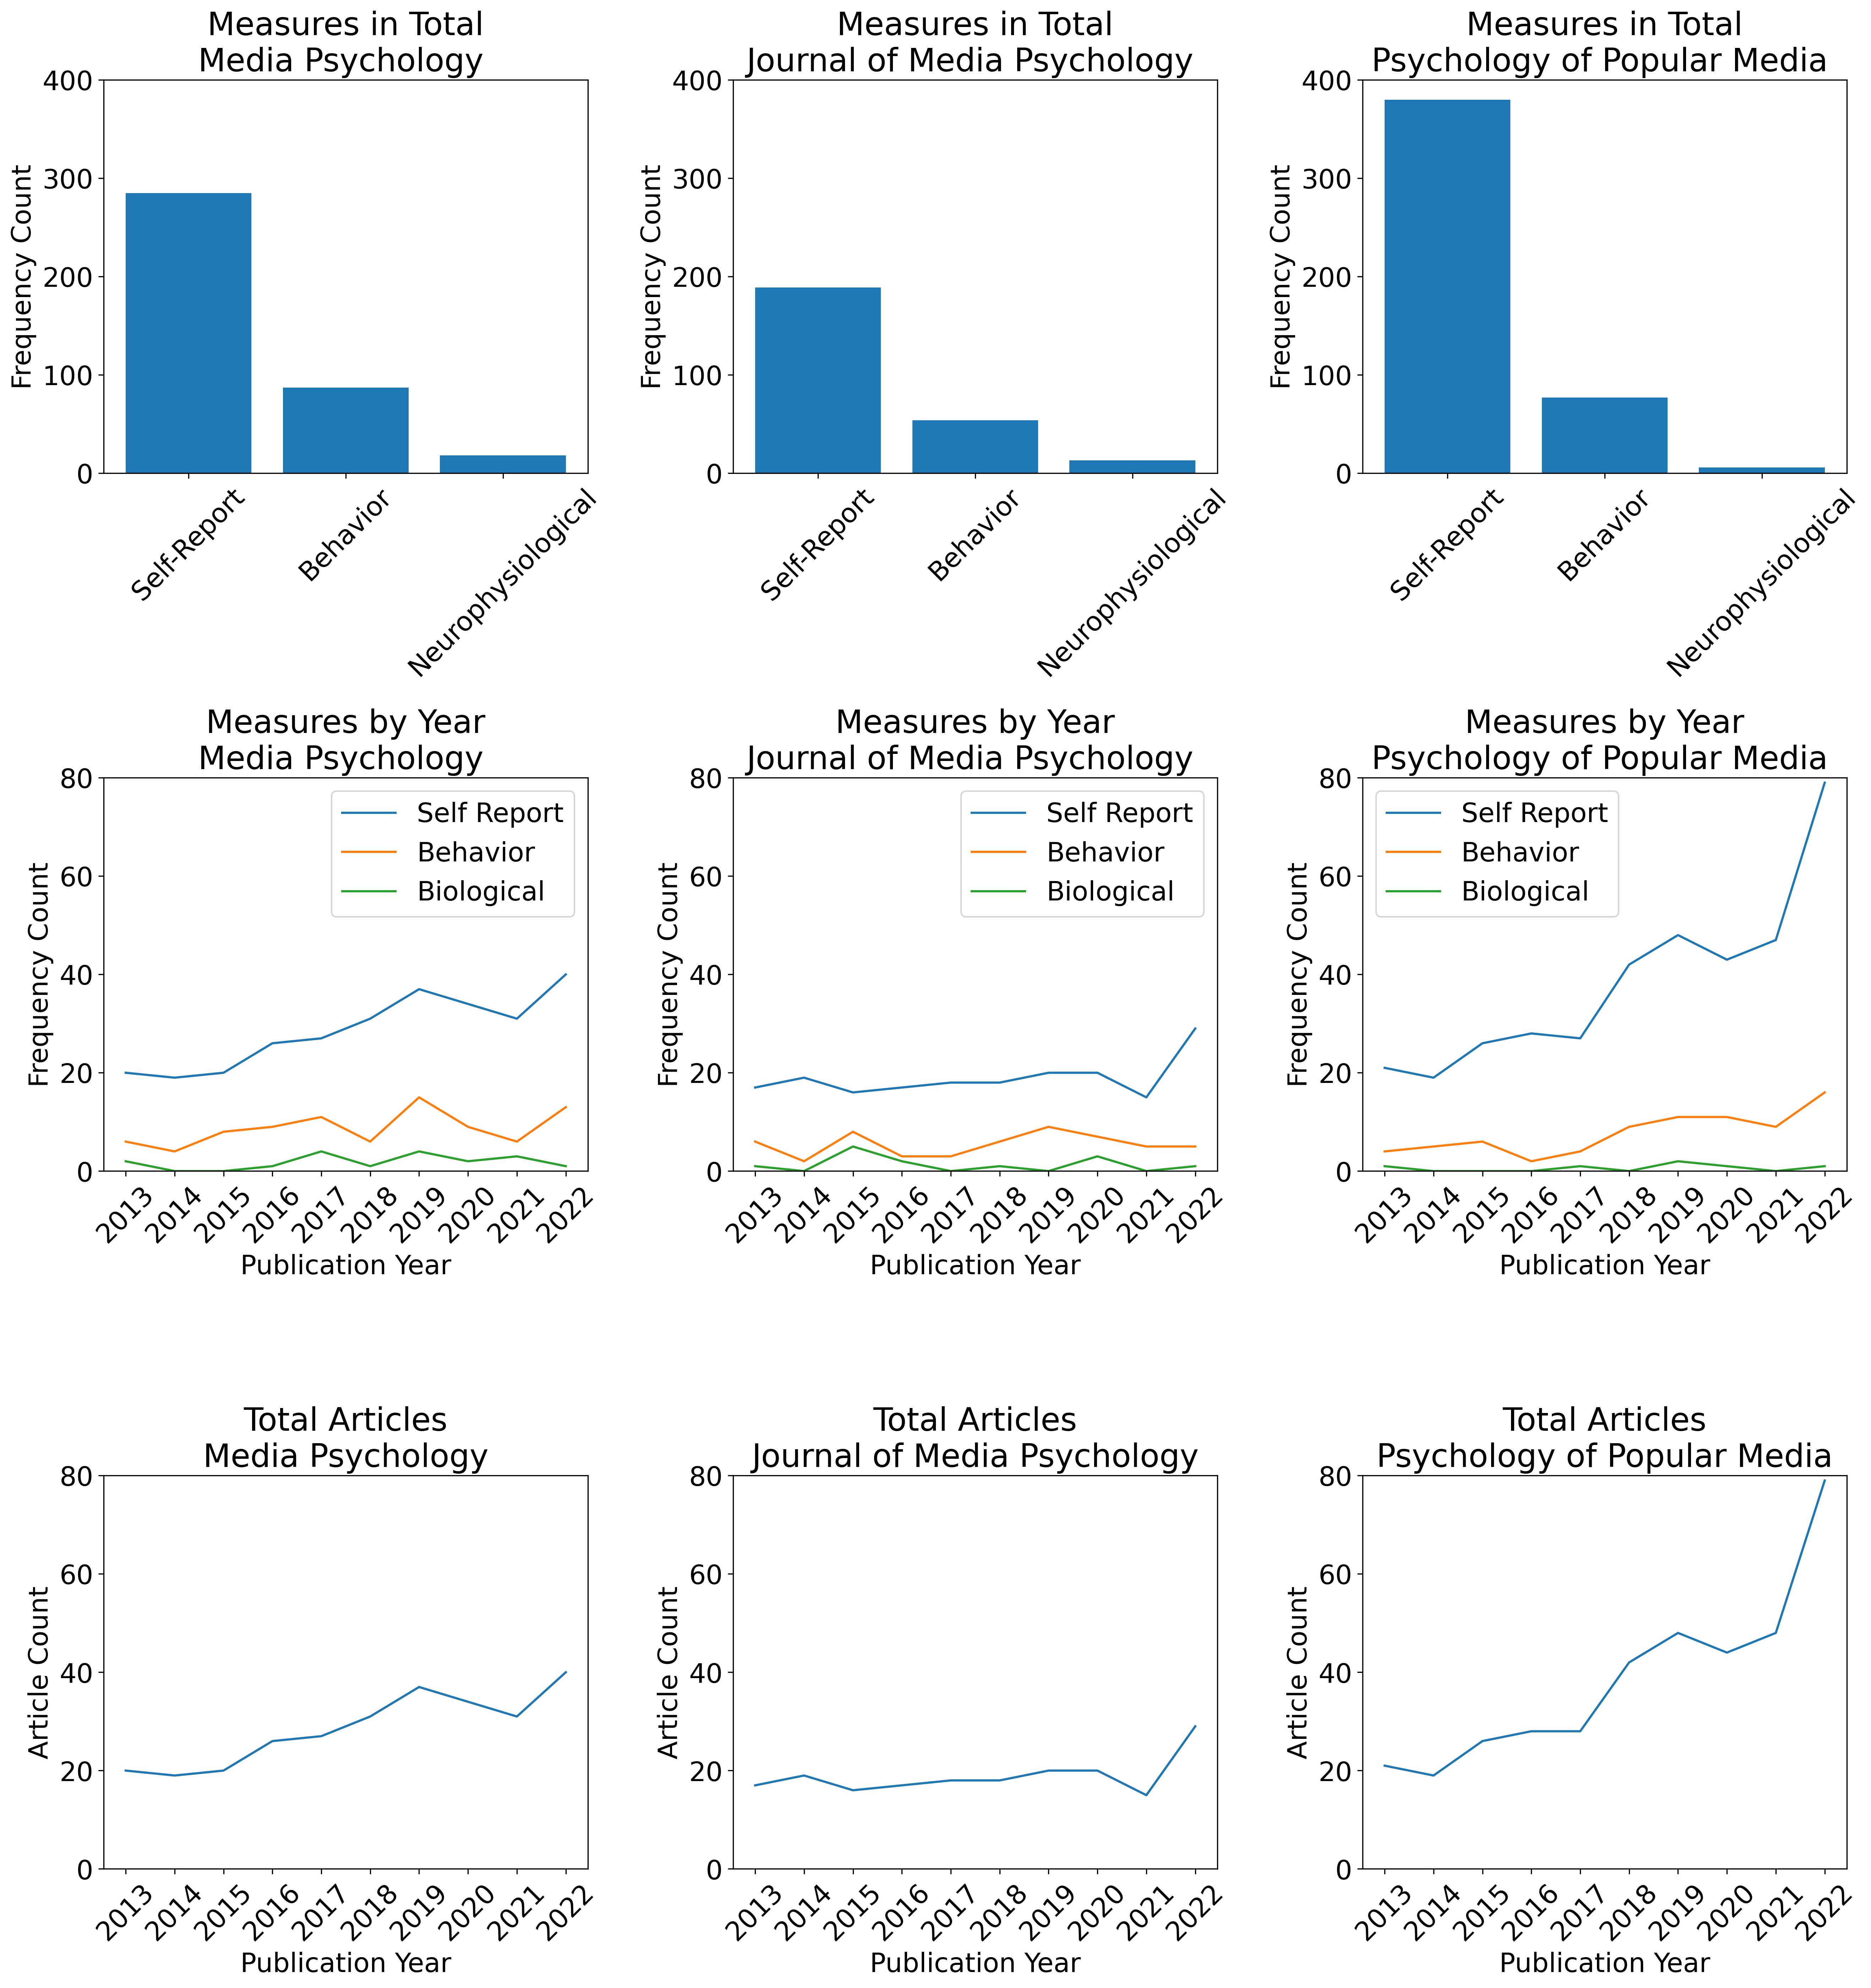 Measures in Total
Media Psychology
400
300
200
100
0
Frequency Count
Self-Report
Behavior
Neurophysiological
Measures in Total
Journal of Media Psychology
400
300
200
100
0
Frequency Count
Self-Report
Behavior
Neurophysiological
Measures in Total
Psychology of Popular Media
400
300
200
100
0
Frequency Count
Self-Report
Behavior
Neurophysiological
Measures by Year
Media Psychology
80
60
40
20
0
Frequency Count
Self Report
Behavior
Biological
2013
2014
2015
2016
2017
2018
2019
2020
2021
2022
Publication Year
Measures by Year
Journal of Media Psychology
80
60
40
20
0
Frequency Count
Self Report
Behavior
Biological
2013
2014
2015
2016
2017
2018
2019
2020
2021
2022
Publication Year
Measures by Year
Psychology of Popular Media
80
60
40
20
0
Frequency Count
Self Report
Behavior
Biological
2013
2014
2015
2016
2017
2018
2019
2020
2021
2022
Publication Year
Total Articles
Media Psychology
80
60
40
20
0
Article Count
2013
2014
2015
2016
2017
2018
2019
2020
2021
2022
Publication Year
Total Articles
Journal of Media Psychology
80
60
40
20
0
Article Count
2013
2014
2015
2016
2017
2018
2019
2020
2021
2022
Publication Year
Total Articles
Psychology of Popular Media
80
60
40
20
0
Article Count
2013
2014
2015
2016
2017
2018
2019
2020
2021
2022
Publication Year